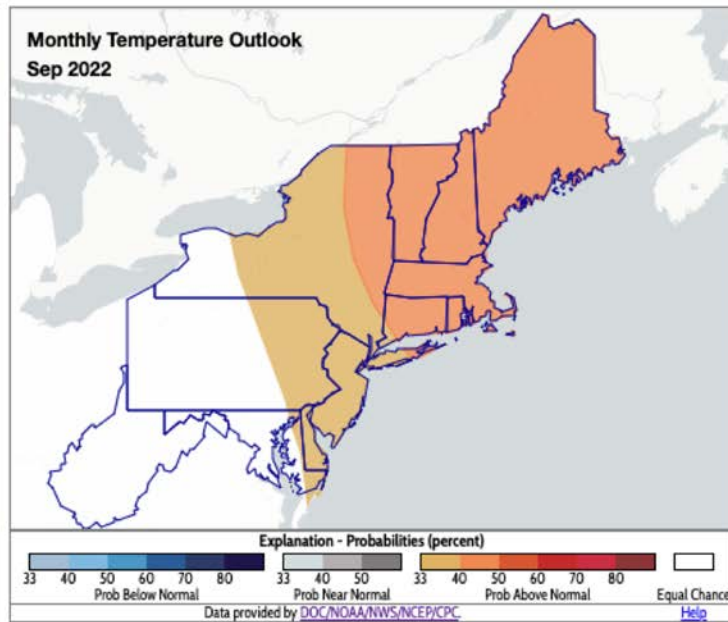 Monthly Temperature Outlook
Sep 2022
Explanation - Probabilities (percent)
33 40 50 60 70 80
Prob Below Normal
33 40 50
Prob Near Normal
33 40 50 60 70 80
Prob Above Normal
Equal Chance
Data provided by DOC/NOAA/NWS/NCEP/CPC.
Help